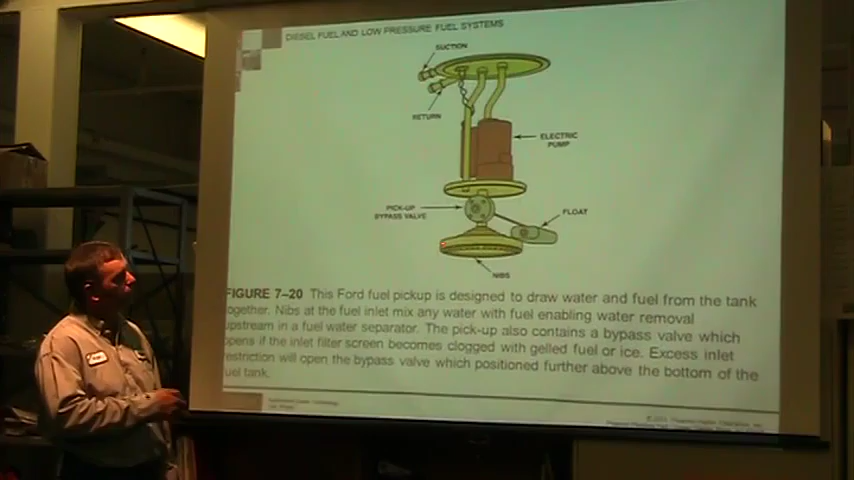 DIESEL FUEL AND LOW PRESSURE FUEL SYSTEMS
SUCTION
RETURN
ELECTRIC
PUMP
PICK-UP
BYPASS VALVE
FLOAT
NIBS
FIGURE 7–20 This Ford fuel pickup is designed to draw water and fuel from the tank
together. Nibs at the fuel inlet mix any water with fuel enabling water removal
upstream in a fuel water separator. The pick-up also contains a bypass valve which
opens if the inlet filter screen becomes clogged with gelled fuel or ice. Excess inlet
restriction will open the bypass valve which positioned further above the bottom of the
fuel tank.